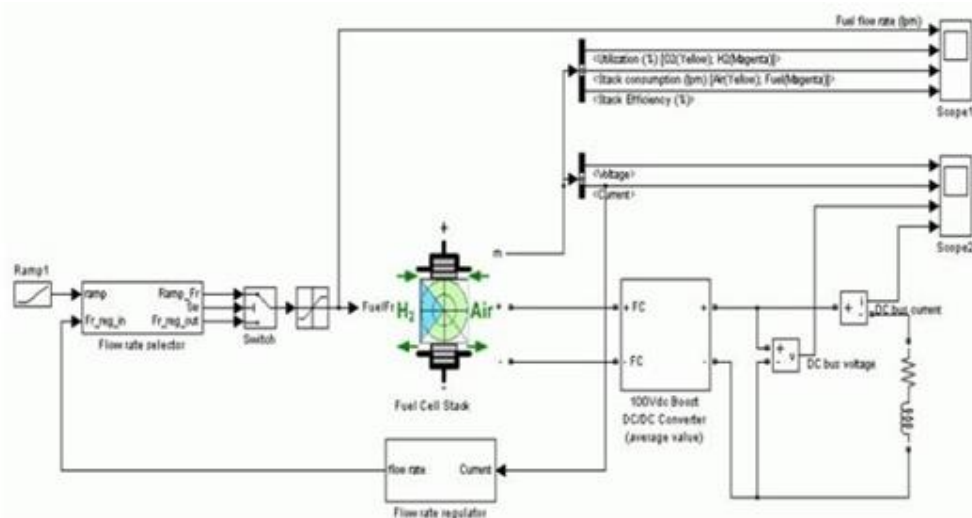 Fuel flow rate (lpm)
<Utilization (%) [O2(Yellow); H2(Magenta)]>
<Stack consumption (lpm) [Air(Yellow); Fuel(Magenta)]>
<Stack Efficiency (%)>
Scope1
<Voltage>
<Current>
Scope2
Ramp1
ramp
Fr_reg_in
Ramp_Fr
Fr_reg_out
Flow rate selector
Switch
FuelFr
H2
Air
+
-
m
+
-
Fuel Cell Stack
+ FC
- FC
+
-
100Vdc Boost
DC/DC Converter
(average value)
+
-
i
DC bus current
+
-
v
DC bus voltage
flow rate
Current
Flow rate regulator